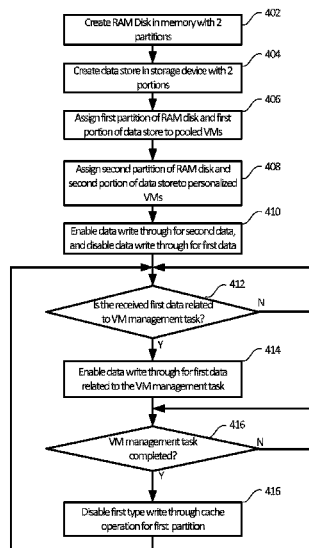 402
Create RAM Disk in memory with 2
partitions
404
Create data store in storage device with 2
portions
406
Assign first partition of RAM disk and first
portion of data store to pooled VMs
408
Assign second partition of RAM disk and
second portion of data store to personalized
VMs
410
Enable data write through for second data,
and disable data write through for first data
412
Is the received first data related
to VM management task?
N
Y
414
Enable data write through for first data
related to the VM management task
416
VM management task
completed?
N
Y
416
Disable first type write through cache
operation for first partition